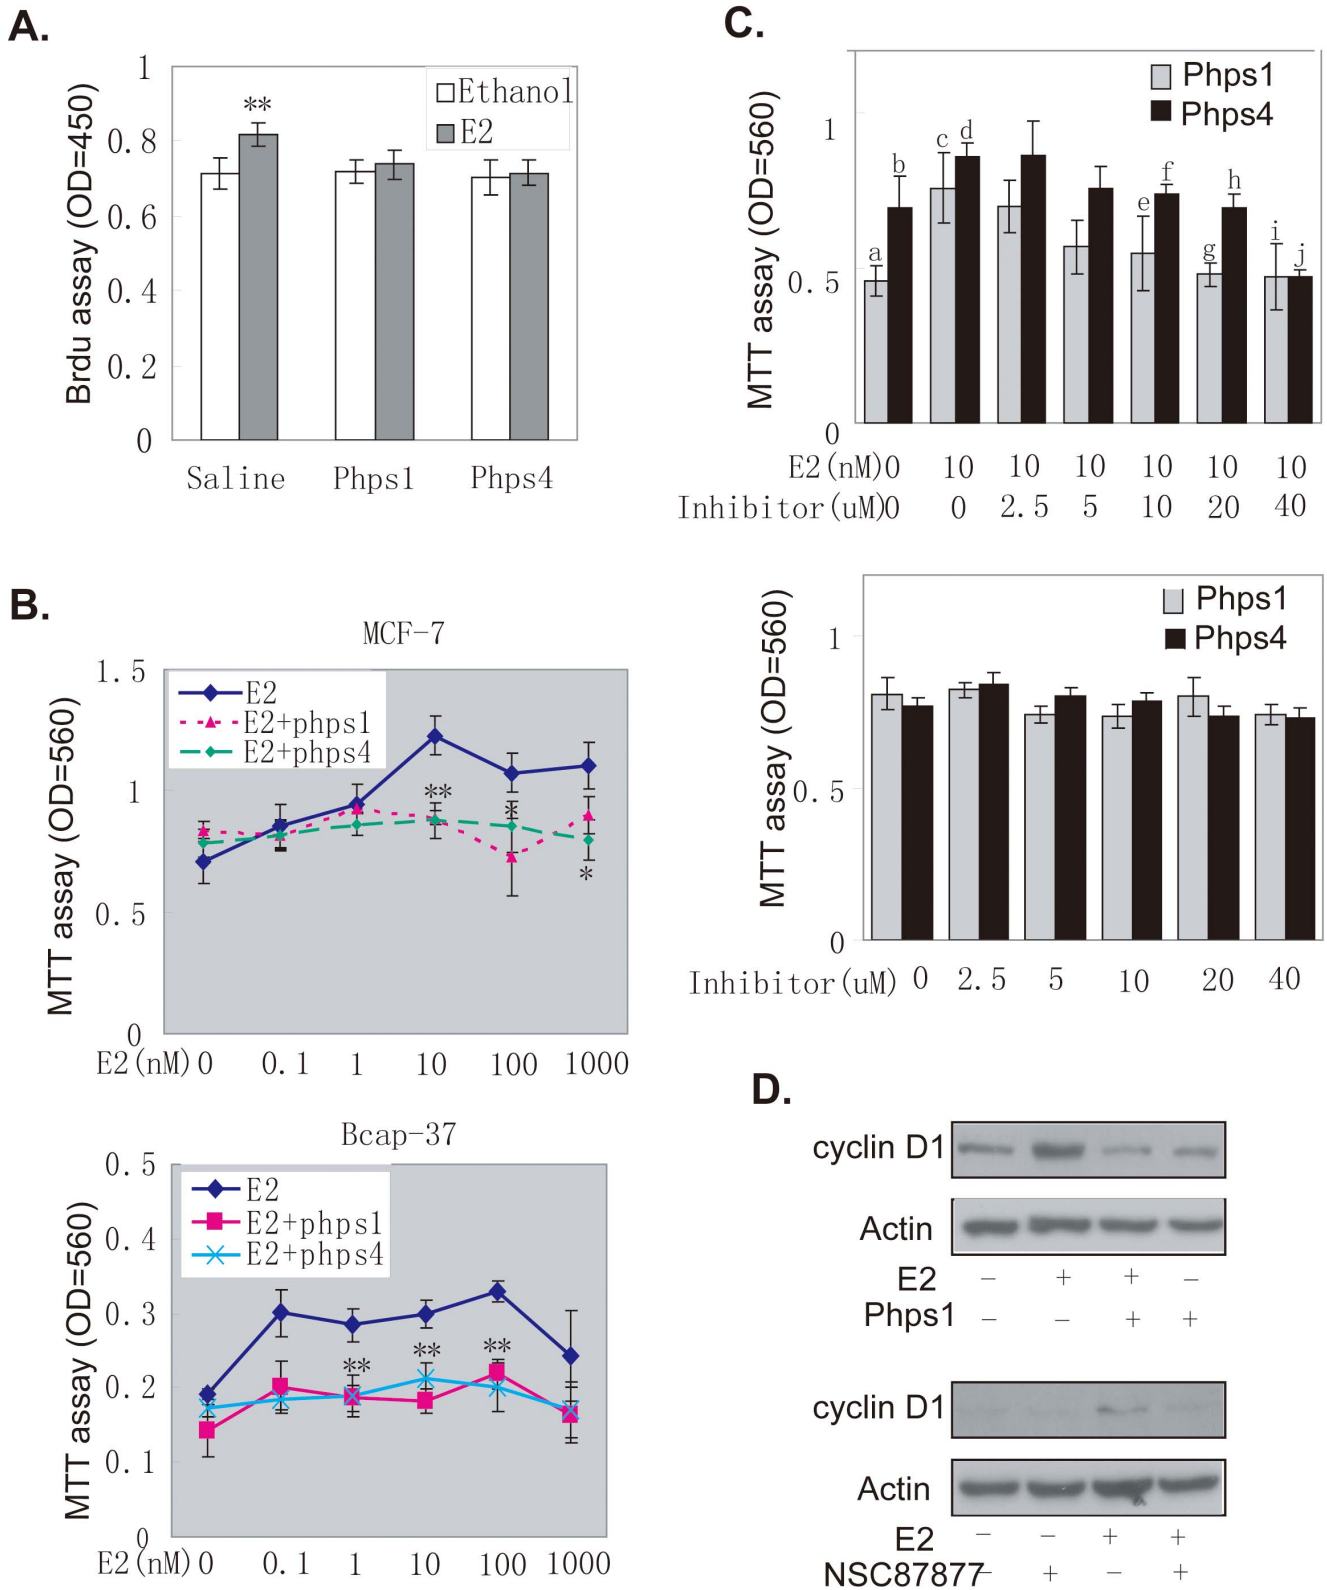 A.
Brdu assay (OD=450)
1
0.8
0.6
0.4
0.2
0
**
Ethanol
E2
Saline Phps1 Phps4
B.
MCF-7
MTT assay (OD=560)
1.5
1
0.5
0
E2
E2+phps1
E2+phps4
**
*
*
E2(nM) 0 0.1 1 10 100 1000
Bcap-37
MTT assay (OD=560)
0.5
0.4
0.3
0.2
0.1
0
E2
E2+phps1
E2+phps4
** ** **
E2(nM) 0 0.1 1 10 100 1000
C.
MTT assay (OD=560)
1
0.5
0
Phps1
Phps4
a b c d e f g h i j
E2(nM)0 10 10 10 10 10 10
Inhibitor(uM)0 0 2.5 5 10 20 40
MTT assay (OD=560)
1
0.5
0
Phps1
Phps4
Inhibitor(uM) 0 2.5 5 10 20 40
D.
cyclin D1
Actin
E2 − + + −
Phps1 − − + +
cyclin D1
Actin
E2 − − + +
NSC87877 − + − +